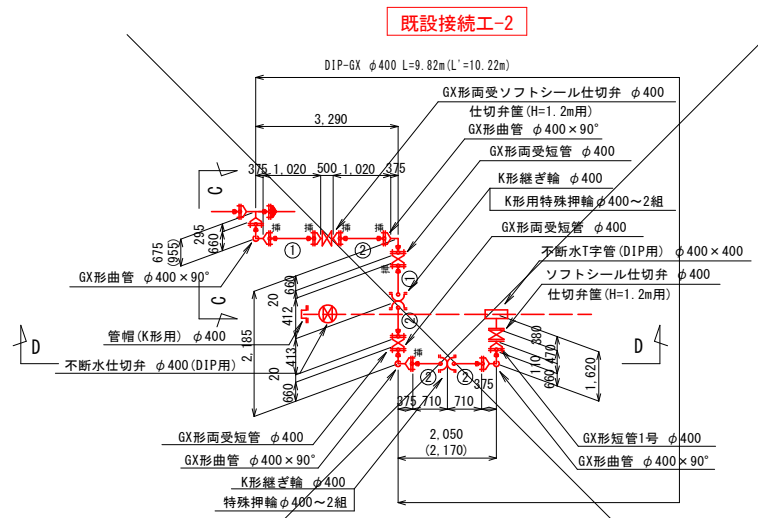 既設接続工-2
DIP-GX φ400 L=9.82m(L'=10.22m)
GX形両受ソフトシール仕切弁 φ400
仕切弁筐(H=1.2m用)
GX形曲管 φ400×90°
GX形両受短管 φ400
K形継ぎ輪 φ400
K形用特殊押輪φ400~2組
GX形両受短管 φ400
不断水T字管(DIP用) φ400×400
ソフトシール仕切弁 φ400
仕切弁筐(H=1.2m用)
3,290
375 1,020 500 1,020 375
C
挿 挿 挿 挿
① ②
295
660
675
(955)
GX形曲管 φ400×90°
C
660
20
412
2,185
413
20
660
挿
①
②
管帽(K形用) φ400
不断水仕切弁 φ400(DIP用)
D
D
挿
② ②
380
470
110
660
1,620
375
375 710 710
2,050
(2,170)
GX形両受短管 φ400
GX形曲管 φ400×90°
K形継ぎ輪 φ400
特殊押輪φ400~2組
GX形短管1号 φ400
GX形曲管 φ400×90°